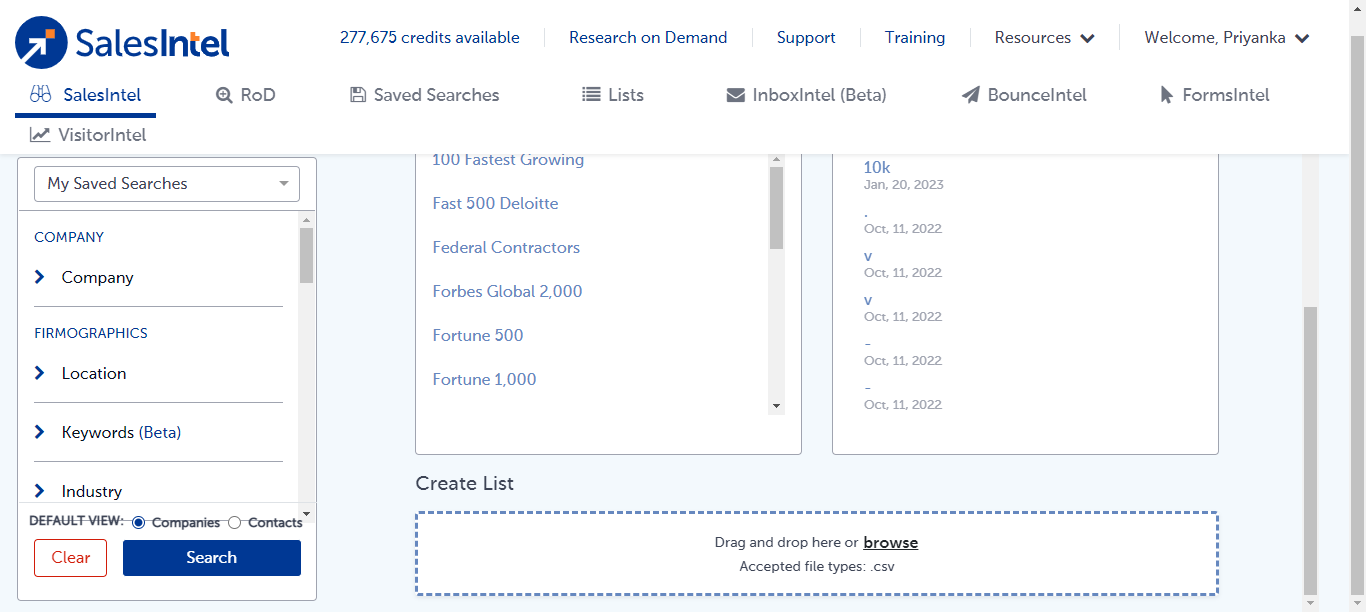 SalesIntel
277,675 credits available
Research on Demand
Support
Training
Resources
Welcome, Priyanka
SalesIntel
RoD
Saved Searches
Lists
InboxIntel (Beta)
BounceIntel
FormsIntel
VisitorIntel
My Saved Searches
COMPANY
Company
FIRMOGRAPHICS
Location
Keywords (Beta)
Industry
DEFAULT VIEW: Companies Contacts
Clear
Search
100 Fastest Growing
Fast 500 Deloitte
Federal Contractors
Forbes Global 2,000
Fortune 500
Fortune 1,000
10k
Jan, 20, 2023
.
Oct, 11, 2022
v
Oct, 11, 2022
v
Oct, 11, 2022
-
Oct, 11, 2022
-
Oct, 11, 2022
Create List
Drag and drop here or browse
Accepted file types: .csv